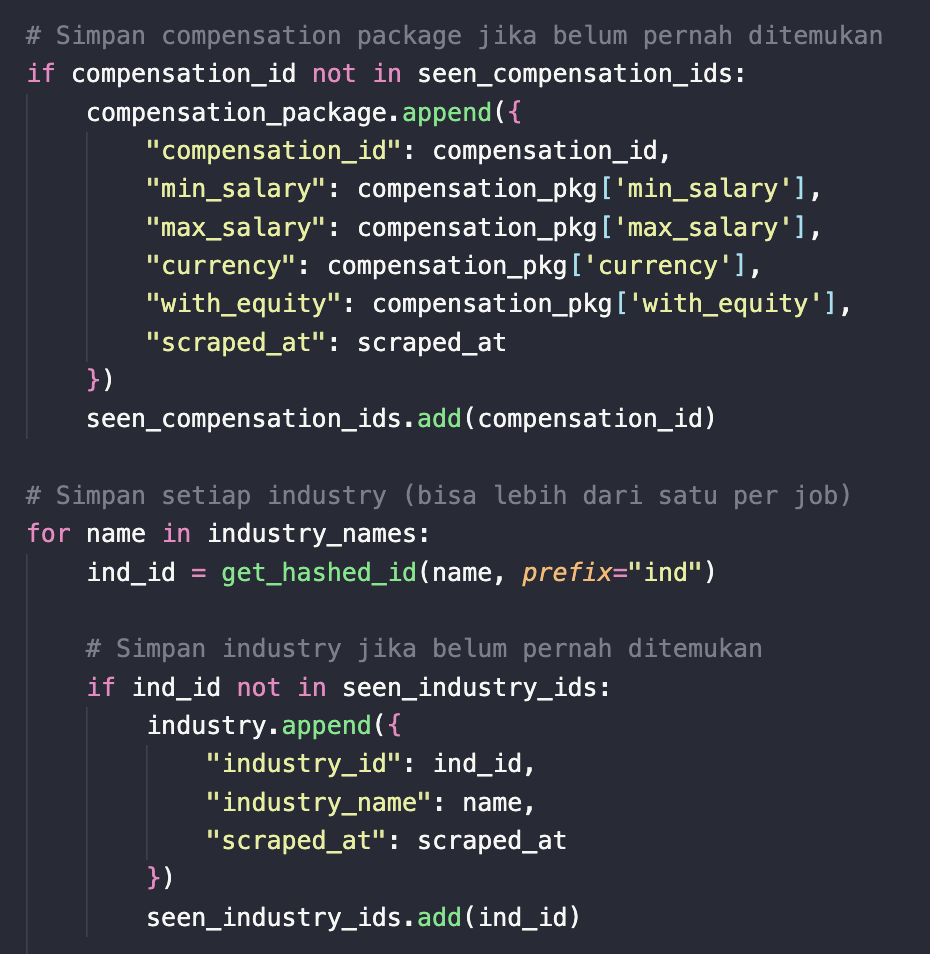 # Simpan compensation package jika belum pernah ditemukan
if compensation_id not in seen_compensation_ids:
    compensation_package.append({
        "compensation_id": compensation_id,
        "min_salary": compensation_pkg['min_salary'],
        "max_salary": compensation_pkg['max_salary'],
        "currency": compensation_pkg['currency'],
        "with_equity": compensation_pkg['with_equity'],
        "scraped_at": scraped_at
    })
    seen_compensation_ids.add(compensation_id)

# Simpan setiap industry (bisa lebih dari satu per job)
for name in industry_names:
    ind_id = get_hashed_id(name, prefix="ind")

    # Simpan industry jika belum pernah ditemukan
    if ind_id not in seen_industry_ids:
        industry.append({
            "industry_id": ind_id,
            "industry_name": name,
            "scraped_at": scraped_at
        })
        seen_industry_ids.add(ind_id)